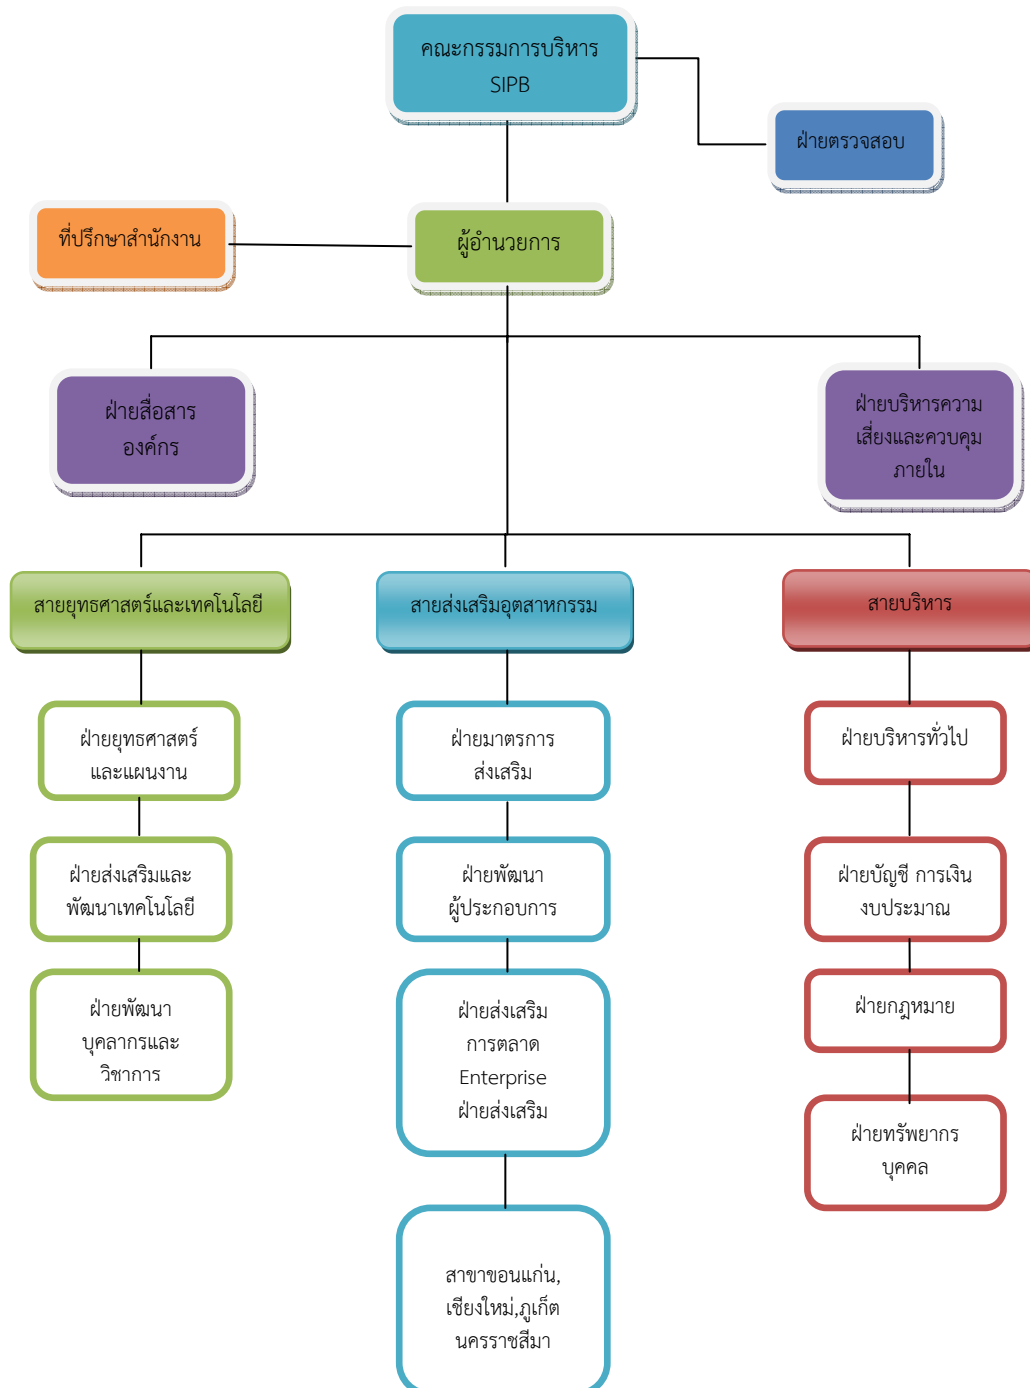 คณะกรรมการบริหาร
SIPB
ฝ่ายตรวจสอบ
ที่ปรึกษาสำนักงาน
ผู้อำนวยการ
ฝ่ายสื่อสาร
องค์กร
ฝ่ายบริหารความ
เสี่ยงและควบคุม
ภายใน
สายยุทธศาสตร์และเทคโนโลยี
สายส่งเสริมอุตสาหกรรม
สายบริหาร
ฝ่ายยุทธศาสตร์
และแผนงาน
ฝ่ายส่งเสริมและ
พัฒนาเทคโนโลยี
ฝ่ายพัฒนา
บุคลากรและ
วิชาการ
ฝ่ายมาตรการ
ส่งเสริม
ฝ่ายพัฒนา
ผู้ประกอบการ
ฝ่ายส่งเสริม
การตลาด
Enterprise
ฝ่ายส่งเสริม
สาขาขอนแก่น,
เชียงใหม่,ภูเก็ต
นครราชสีมา
ฝ่ายบริหารทั่วไป
ฝ่ายบัญชี การเงิน
งบประมาณ
ฝ่ายกฎหมาย
ฝ่ายทรัพยากร
บุคคล